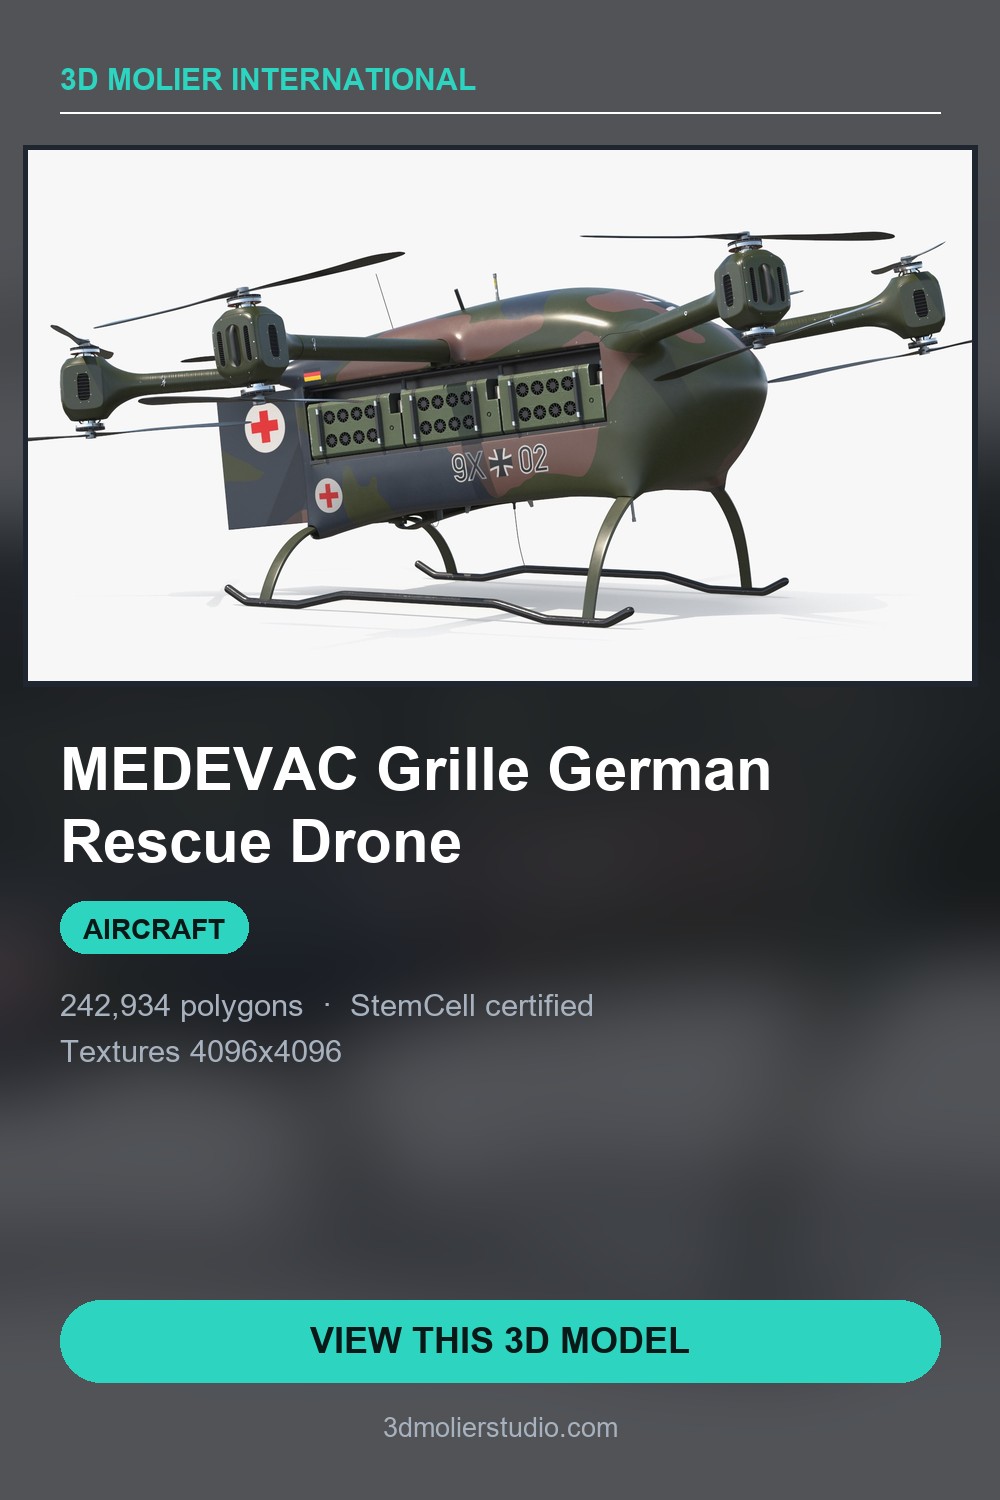 3D MOLIER INTERNATIONAL
9X 02
MEDEVAC Grille German
Rescue Drone
AIRCRAFT
242,934 polygons · StemCell certified
Textures 4096x4096
VIEW THIS 3D MODEL
3dmolierstudio.com